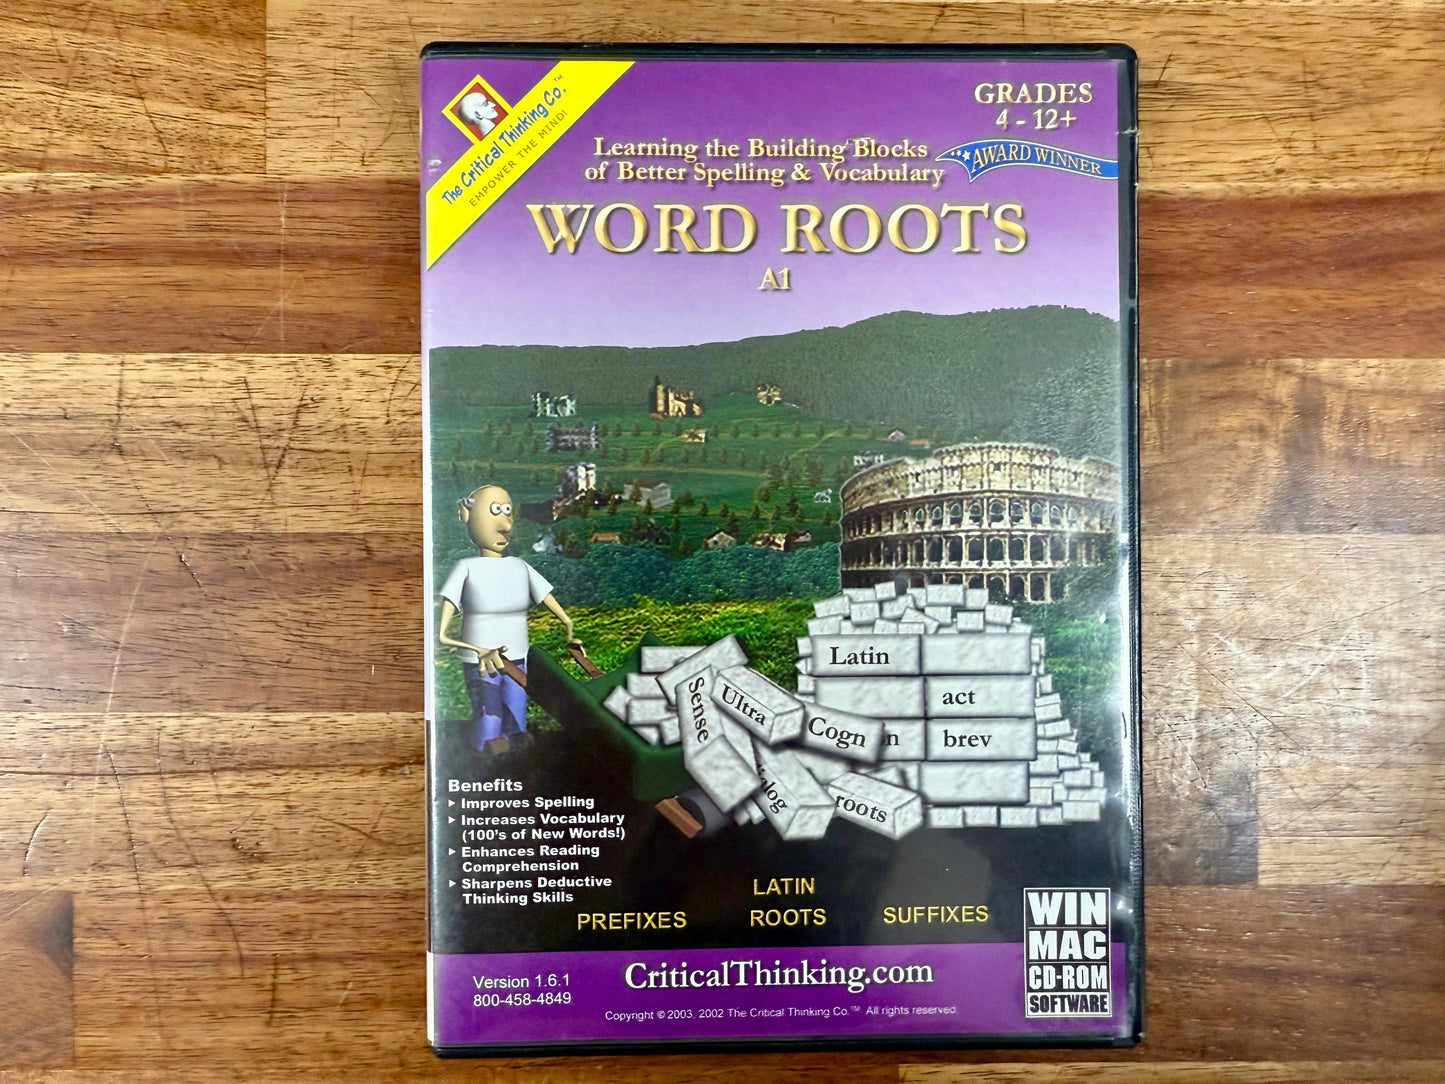 The Critical Thinking Co.™
EMPOWER THE MIND!
GRADES
4 - 12+
AWARD WINNER
Learning the Building Blocks
of Better Spelling & Vocabulary
WORD ROOTS
A1
Latin
act
brev
Sense
Ultra
Cogn
n
alog
roots
Benefits
▸ Improves Spelling
▸ Increases Vocabulary
(100's of New Words!)
▸ Enhances Reading
Comprehension
▸ Sharpens Deductive
Thinking Skills
PREFIXES
LATIN
ROOTS
SUFFIXES
WIN
MAC
CD-ROM
SOFTWARE
Version 1.6.1
800-458-4849
CriticalThinking.com
Copyright © 2003, 2002 The Critical Thinking Co.™ All rights reserved.